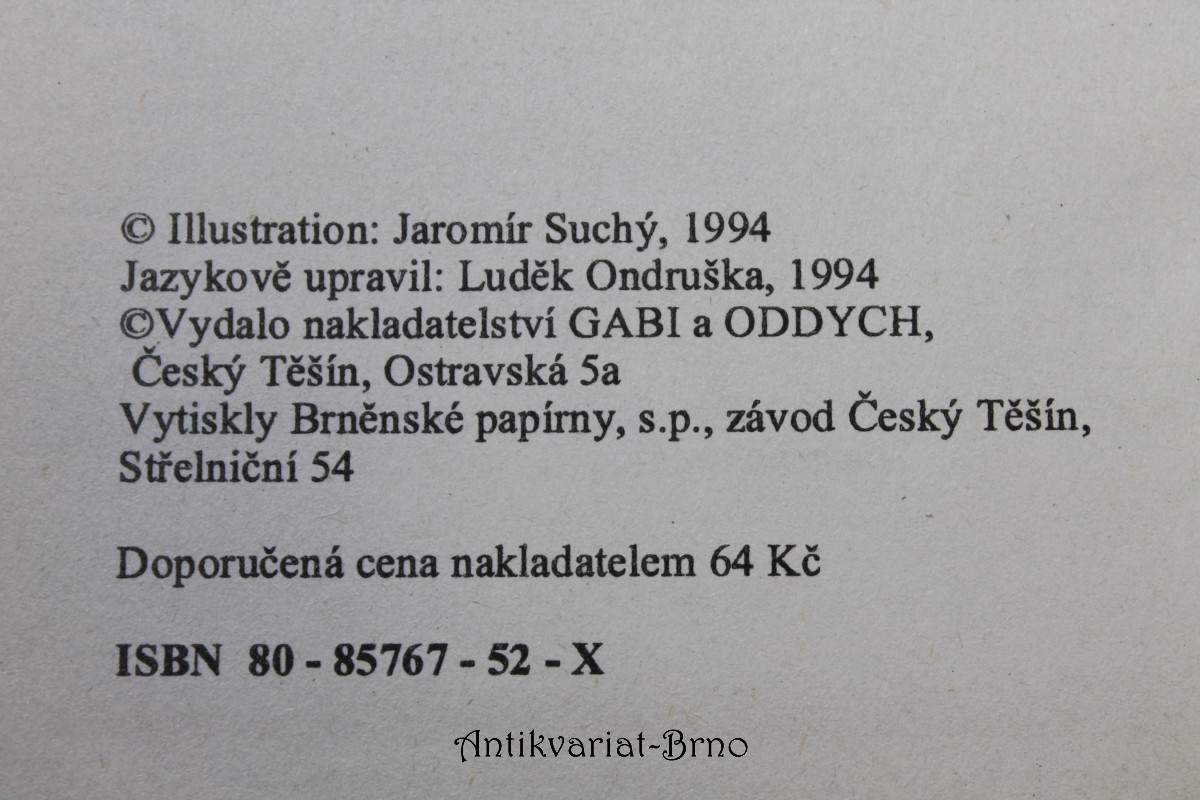 © Illustration: Jaromír Suchý, 1994
Jazykově upravil: Luděk Ondruška, 1994
©Vydalo nakladatelství GABI a ODDYCH,
Český Těšín, Ostravská 5a
Vytiskly Brněnské papírny, s.p., závod Český Těšín,
Střelniční 54
Doporučená cena nakladatelem 64 Kč
ISBN 80 - 85767 - 52 - X
Antikvariat-Brno